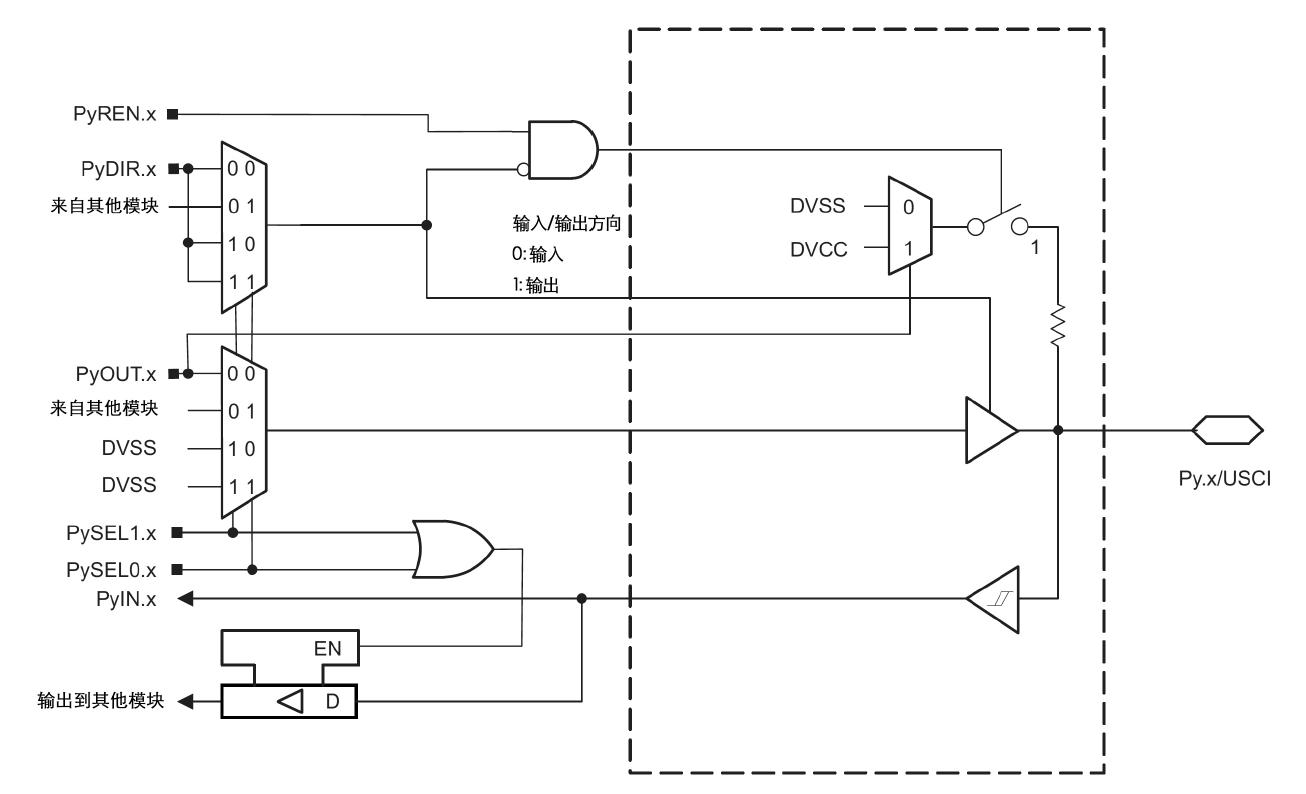 PyREN.x
PyDIR.x
0 0
来自其他模块
0 1
1 0
1 1
输入/输出方向
0:输入
1:输出
DVSS
0
DVCC
1
1
PyOUT.x
0 0
来自其他模块
0 1
DVSS
1 0
DVSS
1 1
Py.x/USCI
PySEL1.x
PySEL0.x
PyIN.x
EN
输出到其他模块
D